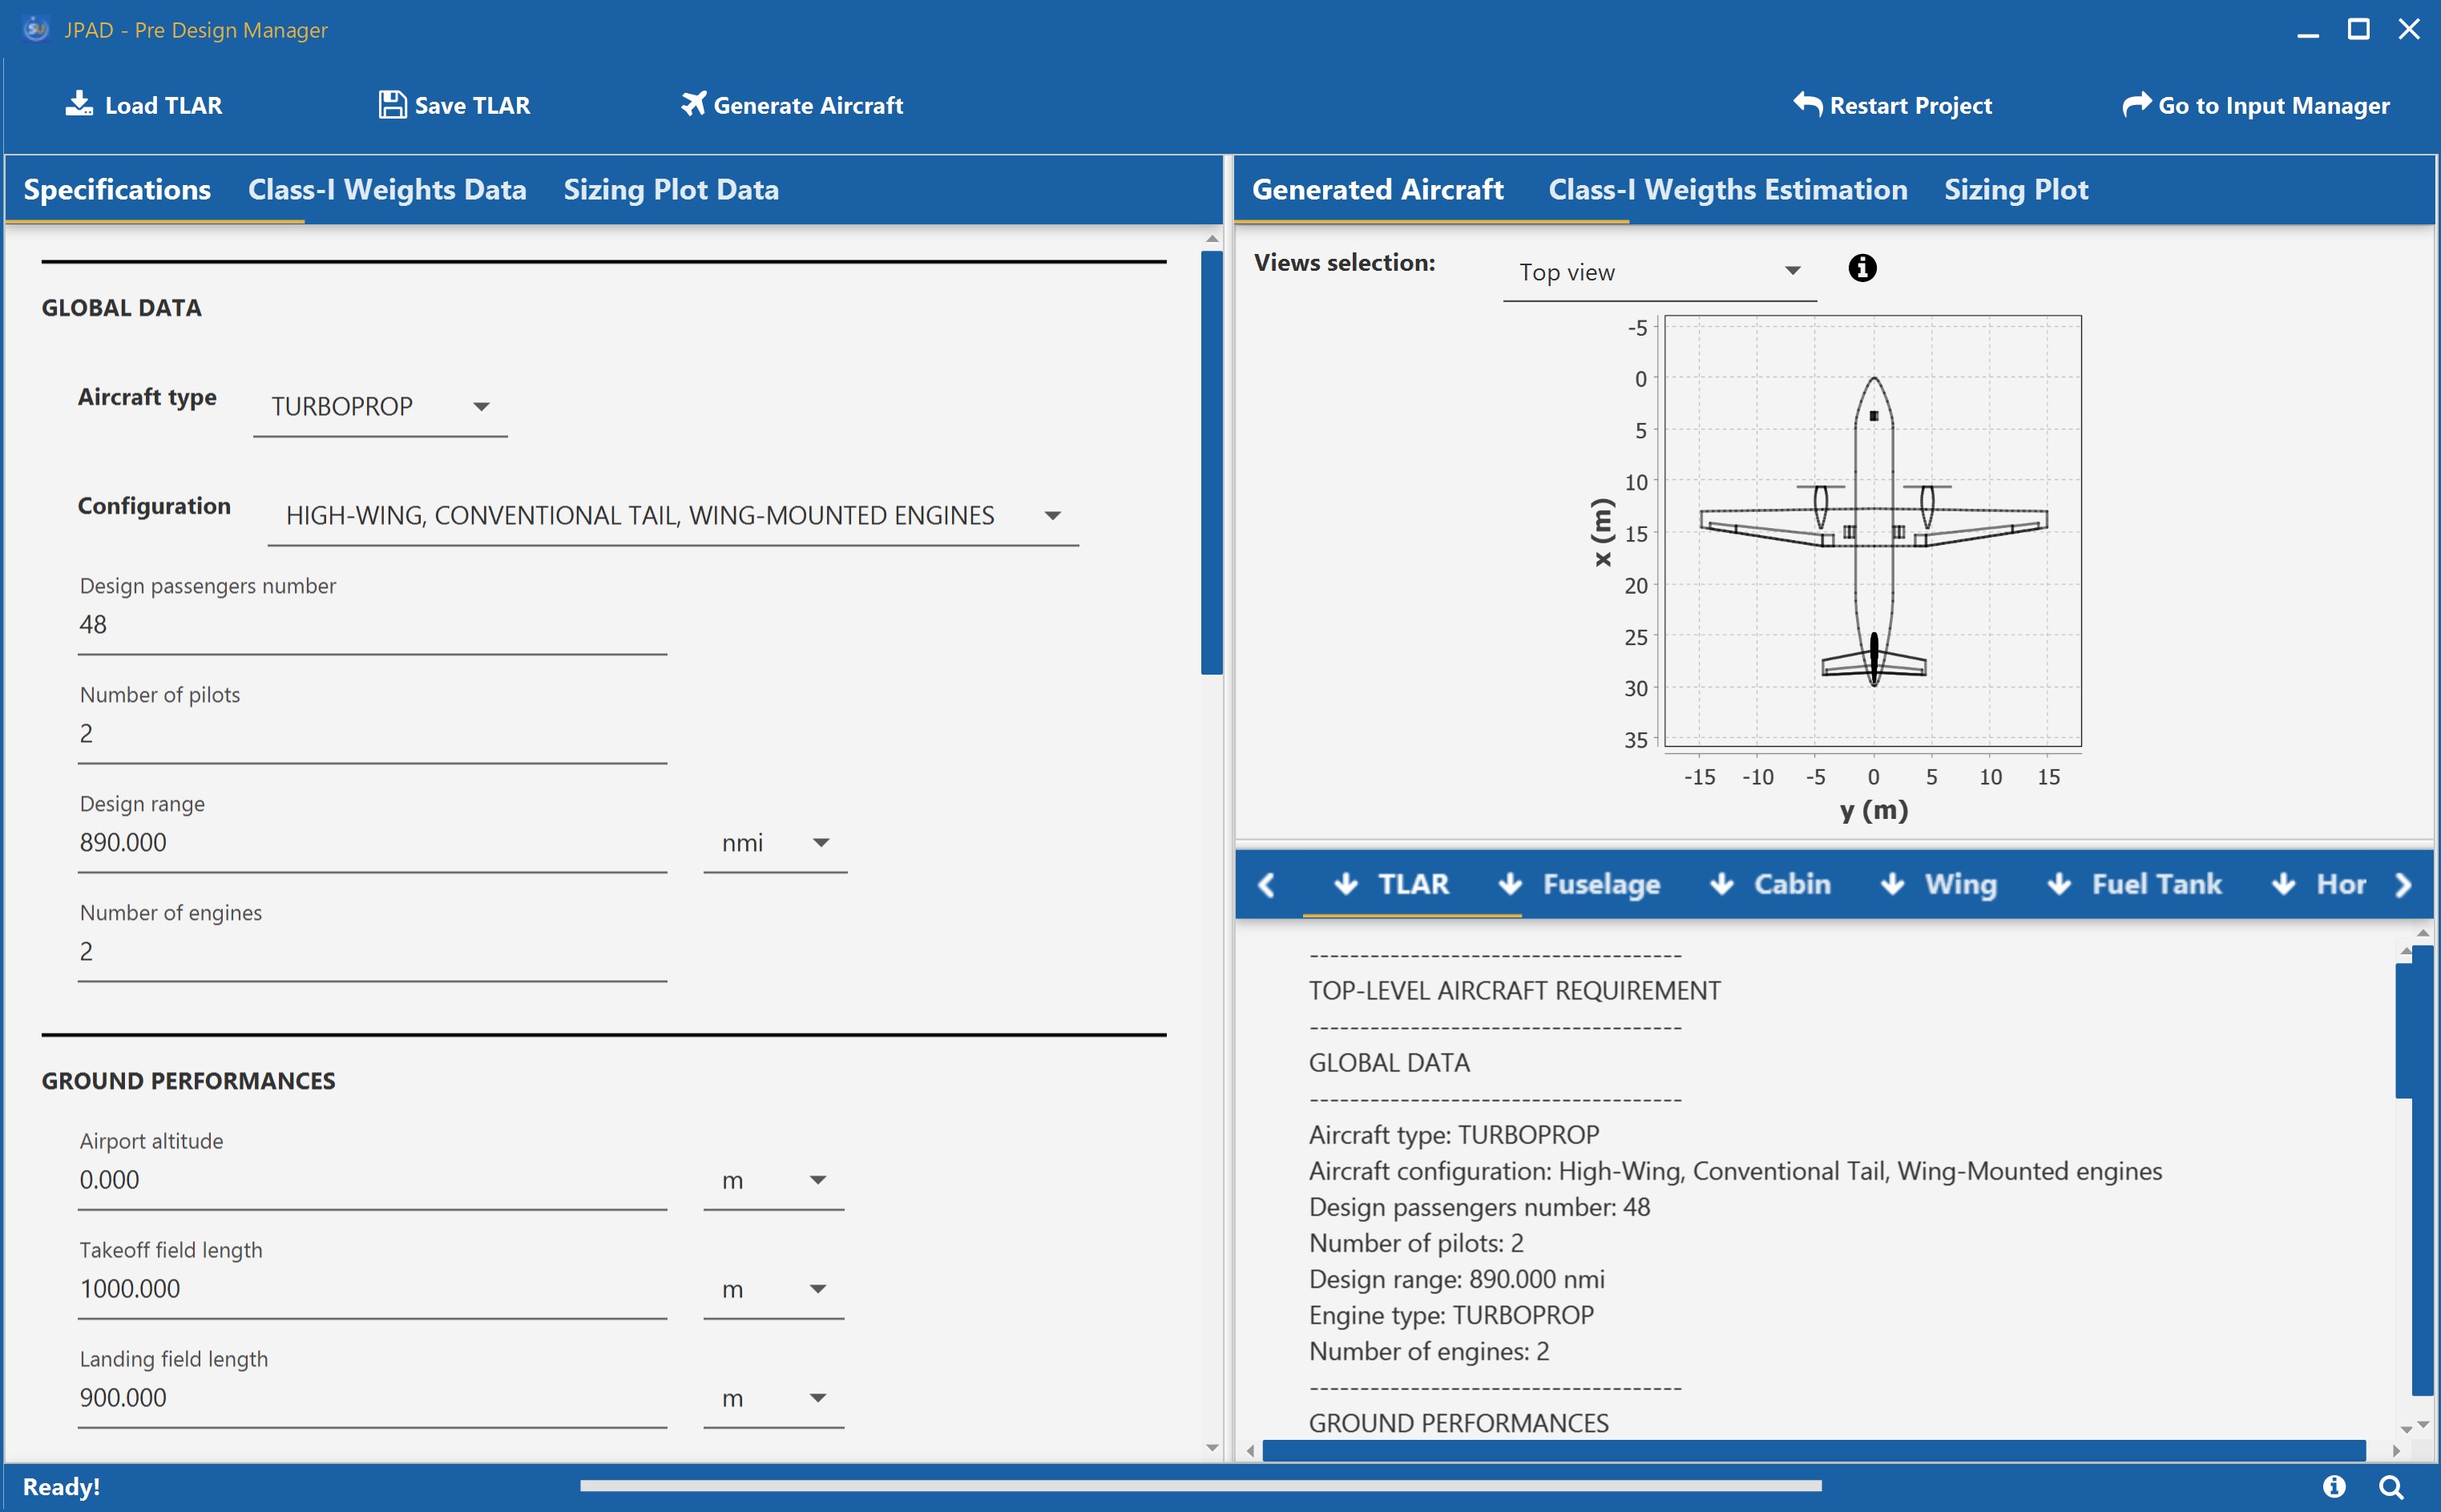 JPAD - Pre Design Manager
Load TLAR
Save TLAR
Generate Aircraft
Restart Project
Go to Input Manager
Specifications
Class-I Weights Data
Sizing Plot Data
GLOBAL DATA
Aircraft type
TURBOPROP
Configuration
HIGH-WING, CONVENTIONAL TAIL, WING-MOUNTED ENGINES
Design passengers number
48
Number of pilots
2
Design range
890.000
nmi
Number of engines
2
GROUND PERFORMANCES
Airport altitude
0.000
m
Takeoff field length
1000.000
m
Landing field length
900.000
m
Generated Aircraft
Class-I Weigths Estimation
Sizing Plot
Views selection:
Top view
-5
0
5
10
15
20
25
30
35
x (m)
-15 -10 -5 0 5 10 15
y (m)
TLAR
Fuselage
Cabin
Wing
Fuel Tank
Hor
------------------------------------
TOP-LEVEL AIRCRAFT REQUIREMENT
------------------------------------
GLOBAL DATA
------------------------------------
Aircraft type: TURBOPROP
Aircraft configuration: High-Wing, Conventional Tail, Wing-Mounted engines
Design passengers number: 48
Number of pilots: 2
Design range: 890.000 nmi
Engine type: TURBOPROP
Number of engines: 2
------------------------------------
GROUND PERFORMANCES
Ready!